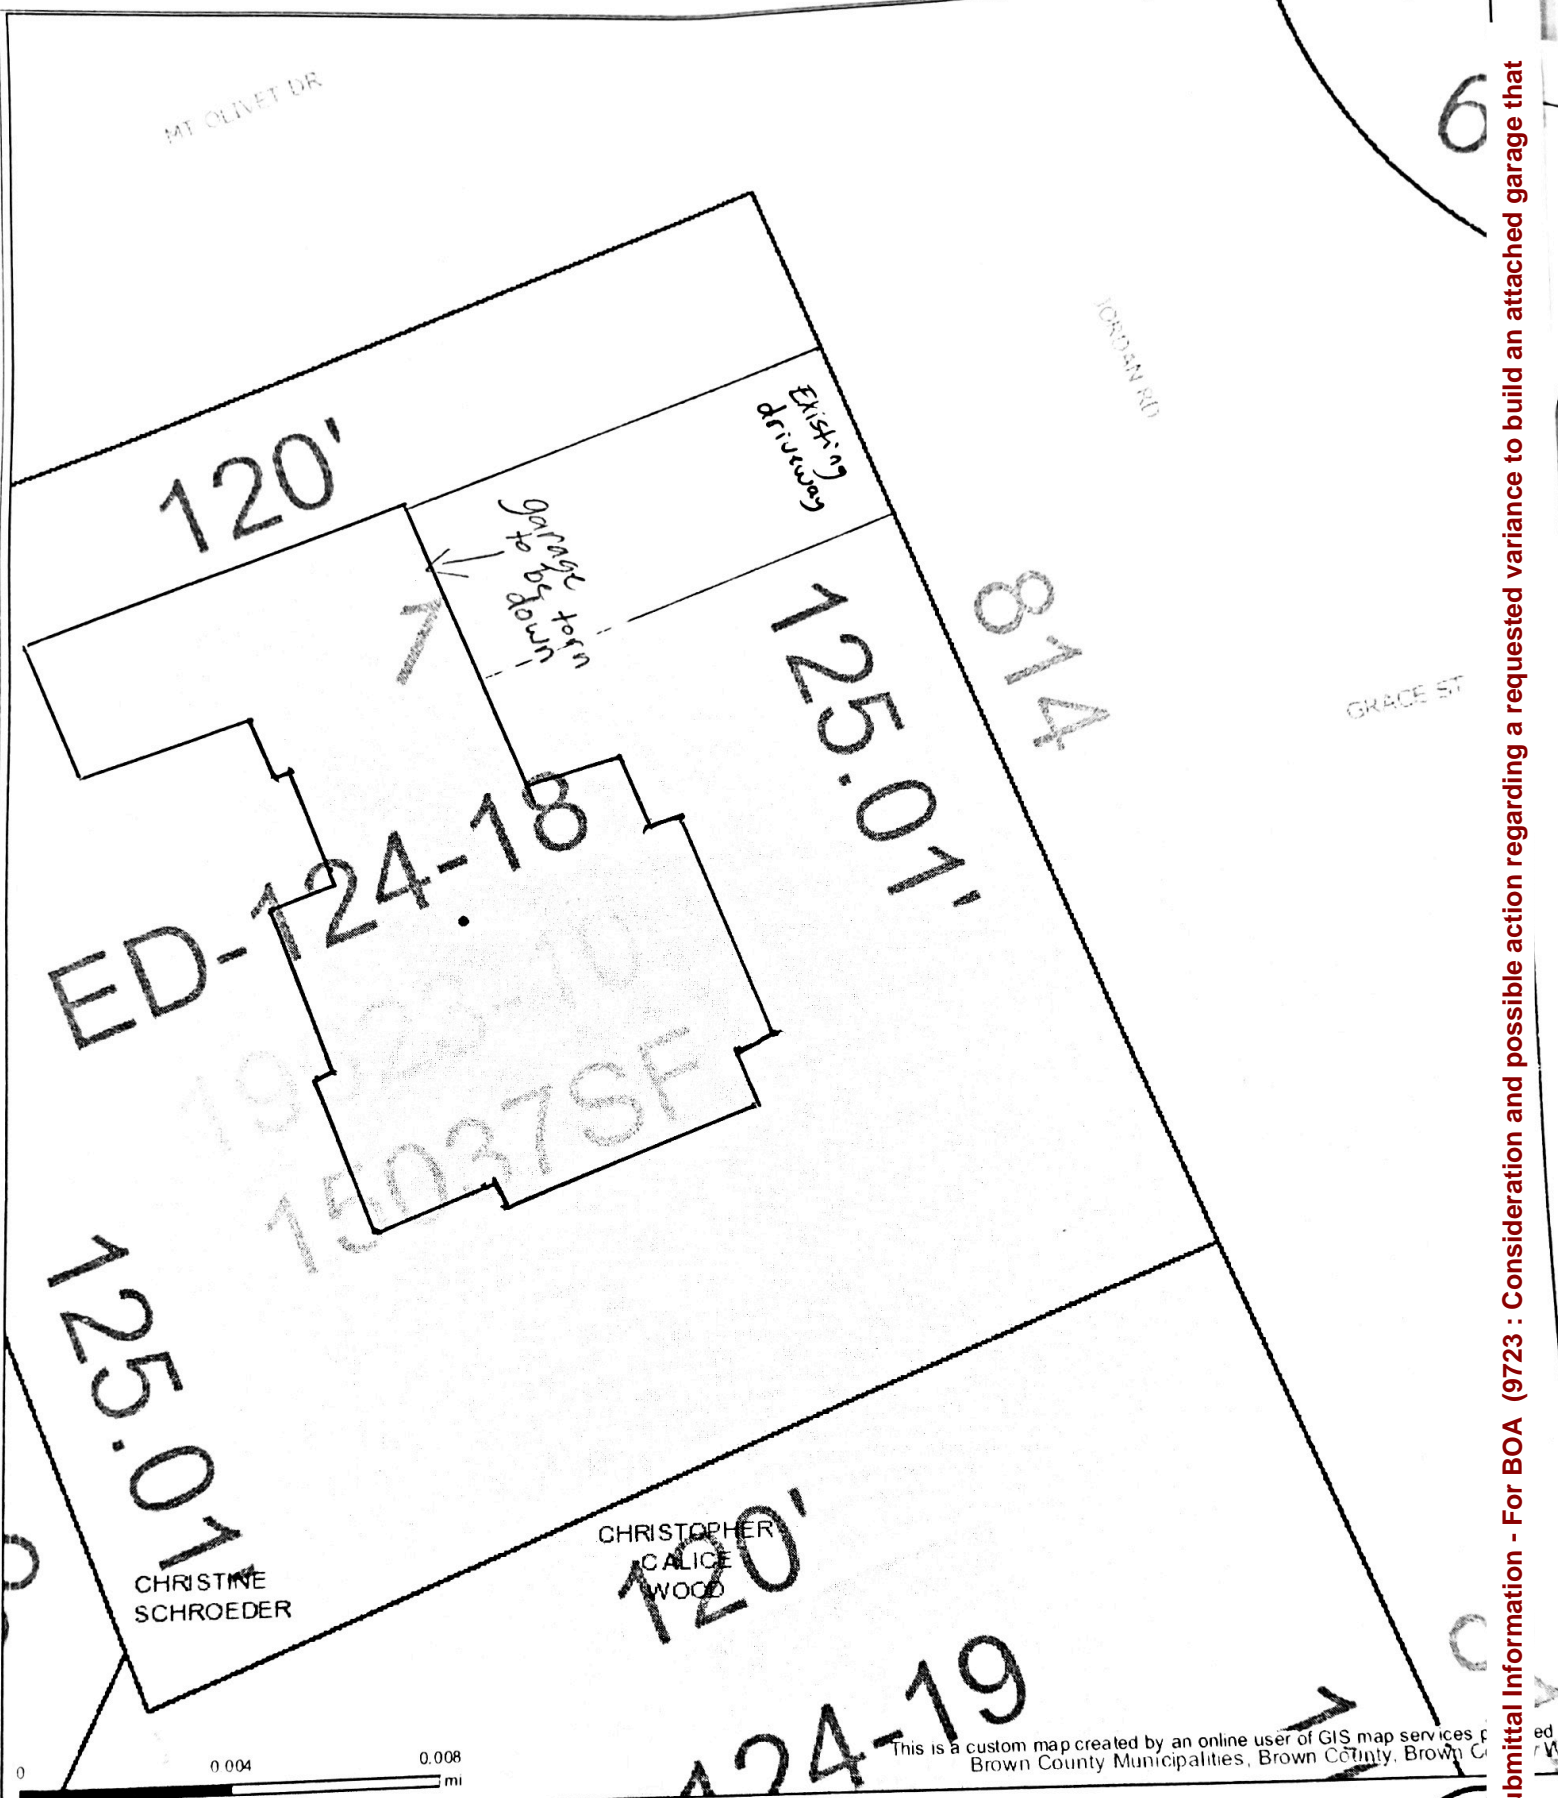 MT OLIVET DR
6
JORDAN RD
120'
Existing
driveway
garage
to be torn
down
814
125.01'
GRACE ST
ED-124-18
15037SF
125.01'
CHRISTINE
SCHROEDER
CHRISTOPHER
CALICE
WOOD
120'
124-19
0 0.004 0.008
mi
This is a custom map created by an online user of GIS map services
Brown County Municipalities, Brown County, Brown
ubmittal Information - For BOA (9723 : Consideration and possible action regarding a requested variance to build an attached garage that